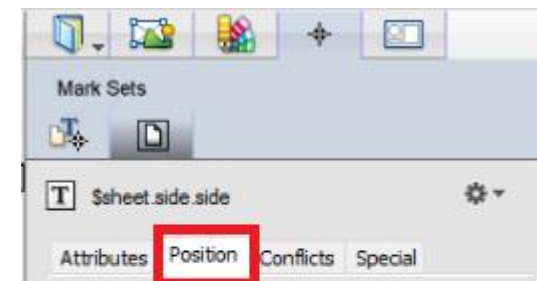 Mark Sets
T
T $sheet.side.side
Attributes Position Conflicts Special